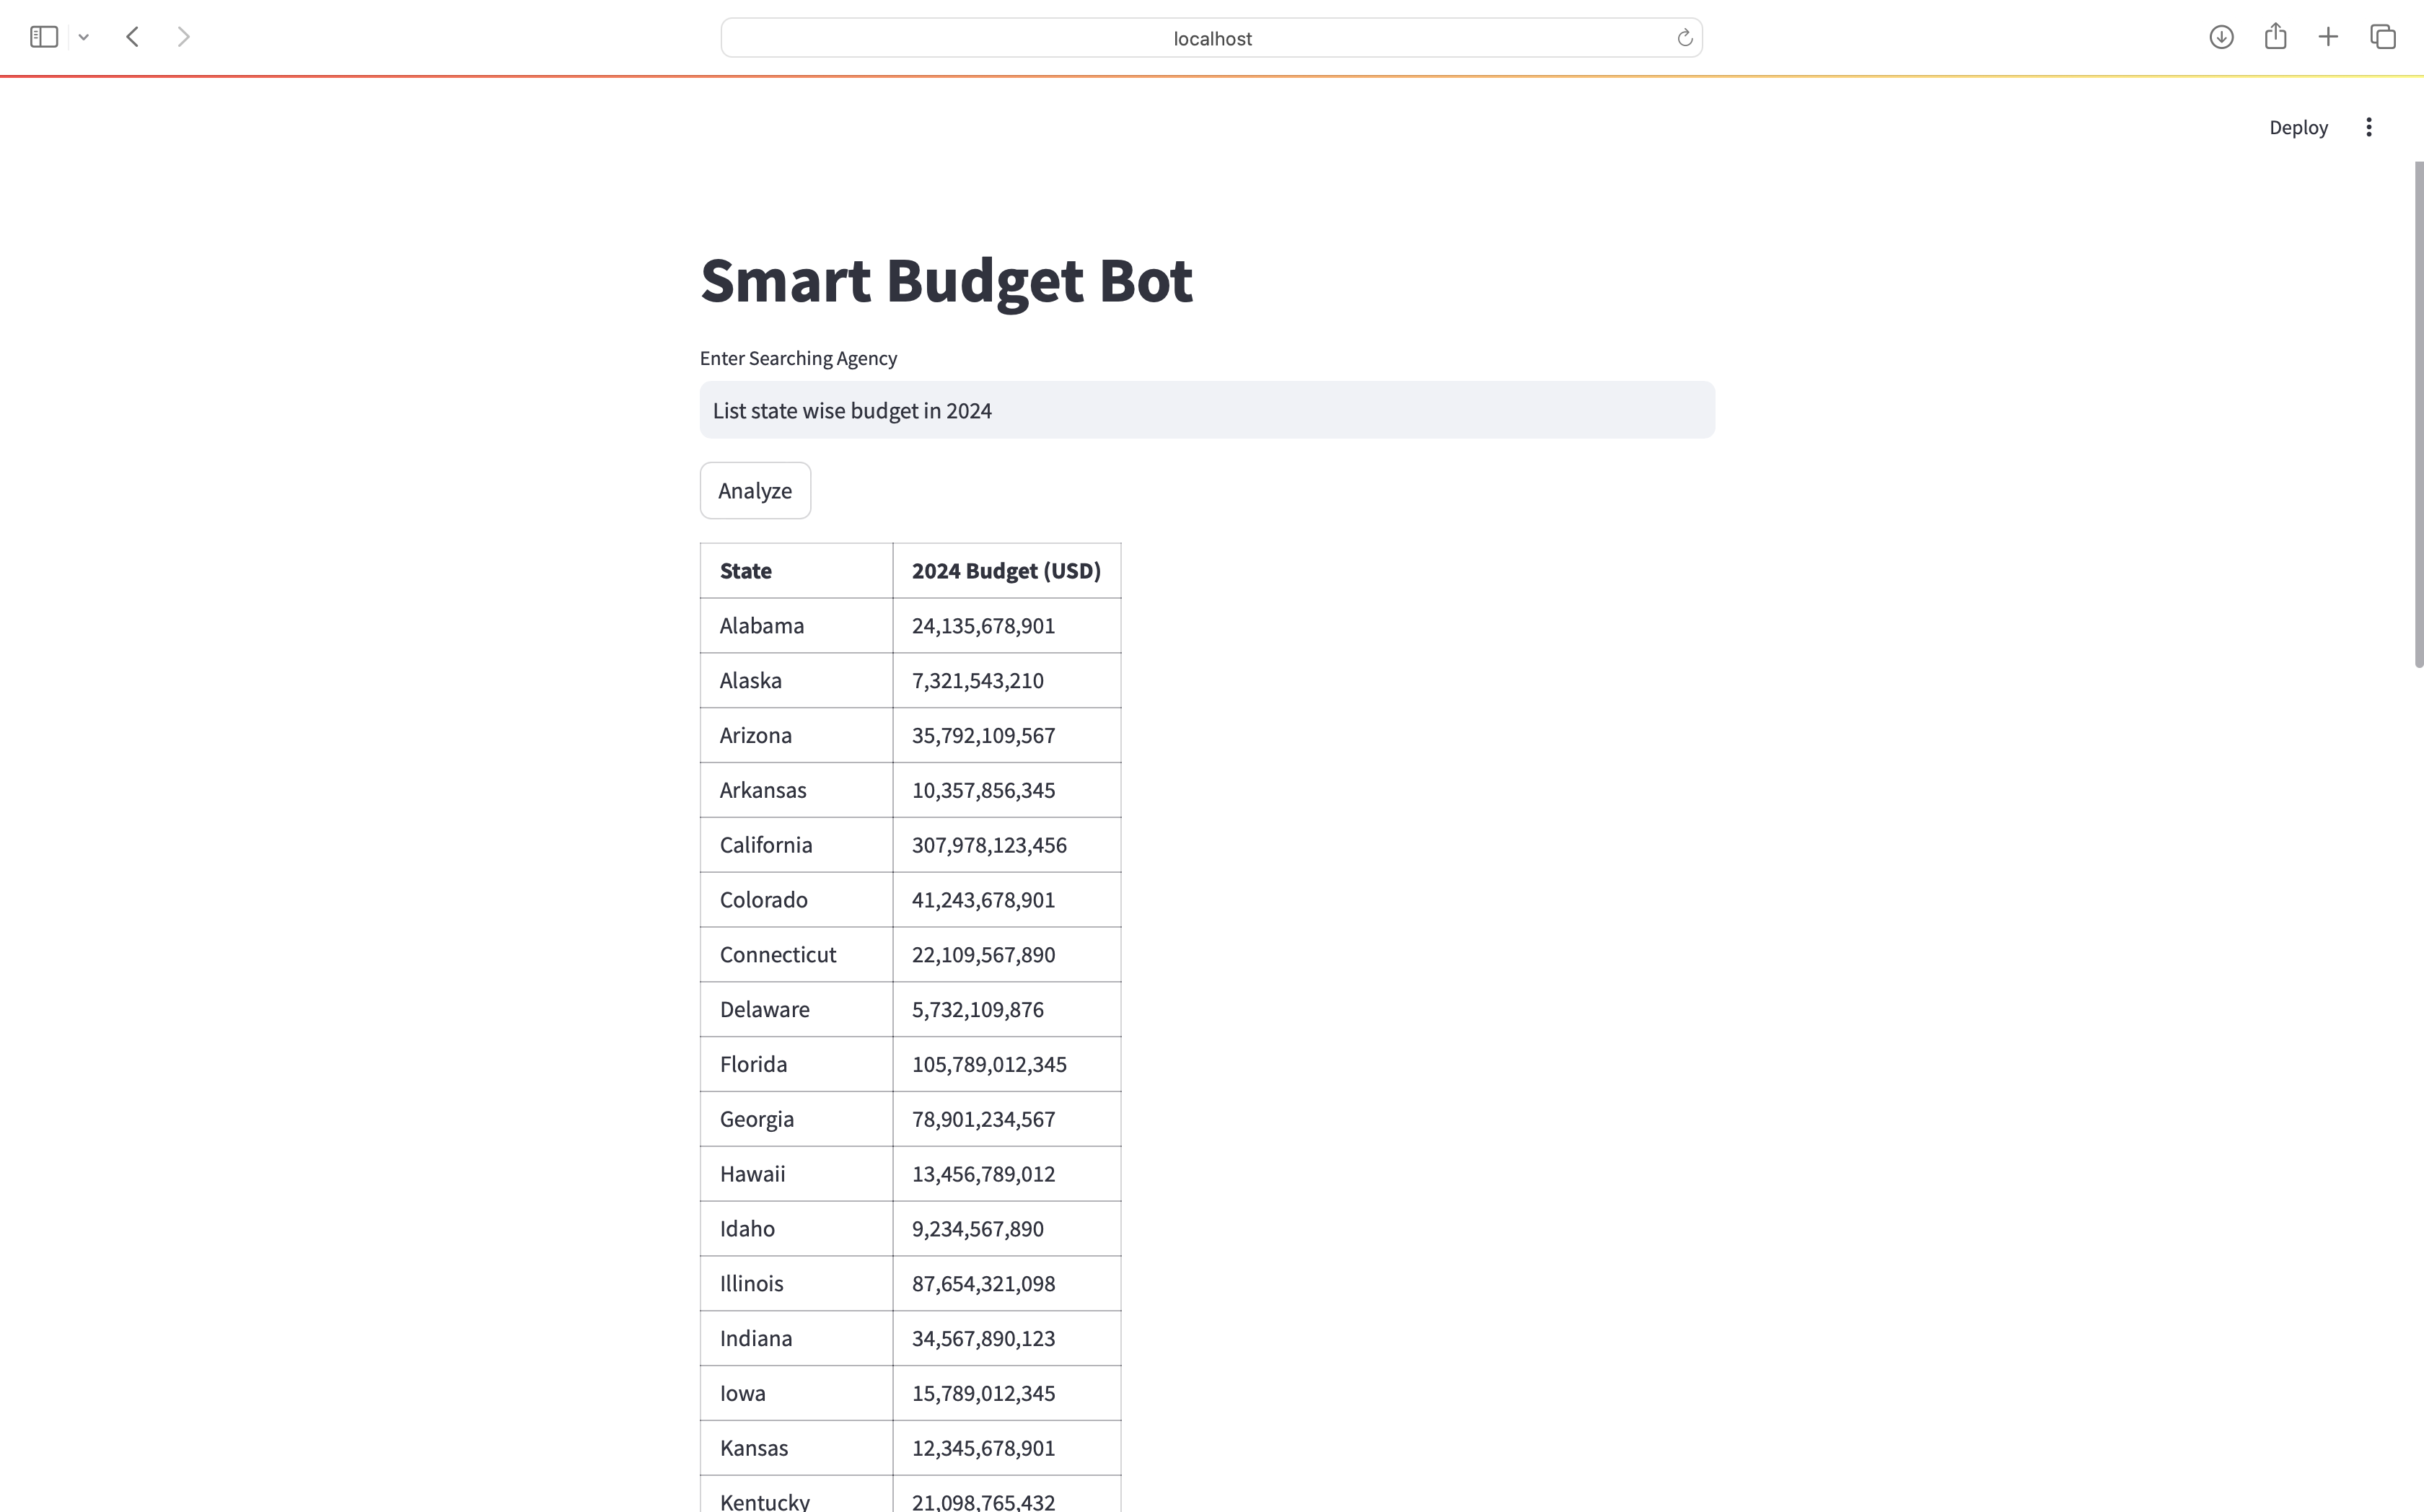 localhost
Deploy
Smart Budget Bot
Enter Searching Agency
List state wise budget in 2024
Analyze
State 2024 Budget (USD)
Alabama 24,135,678,901
Alaska 7,321,543,210
Arizona 35,792,109,567
Arkansas 10,357,856,345
California 307,978,123,456
Colorado 41,243,678,901
Connecticut 22,109,567,890
Delaware 5,732,109,876
Florida 105,789,012,345
Georgia 78,901,234,567
Hawaii 13,456,789,012
Idaho 9,234,567,890
Illinois 87,654,321,098
Indiana 34,567,890,123
Iowa 15,789,012,345
Kansas 12,345,678,901
Kentucky 21,098,765,432